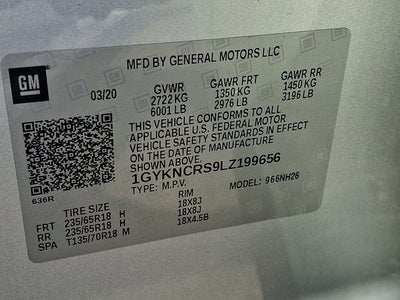 MFD BY GENERAL MOTORS LLC
GM
03/20 GVWR GAWR FRT GAWR RR
2722 KG 1350 KG 1450 KG
6001 LB 2976 LB 3196 LB
THIS VEHICLE CONFORMS TO ALL
APPLICABLE U.S. FEDERAL MOTOR
VEHICLE SAFETY STANDARDS IN EFFECT
ON THE DATE OF MANUFACTURE
SHOWN ABOVE.
1GYKNCRS9LZ199656
636R
TYPE: M.P.V. MODEL: 966NH26
TIRE SIZE RIM
FRT 235/65R18 H 18X8J
RR 235/65R18 H 18X8J
SPA T135/70R18 M 18X4.5B